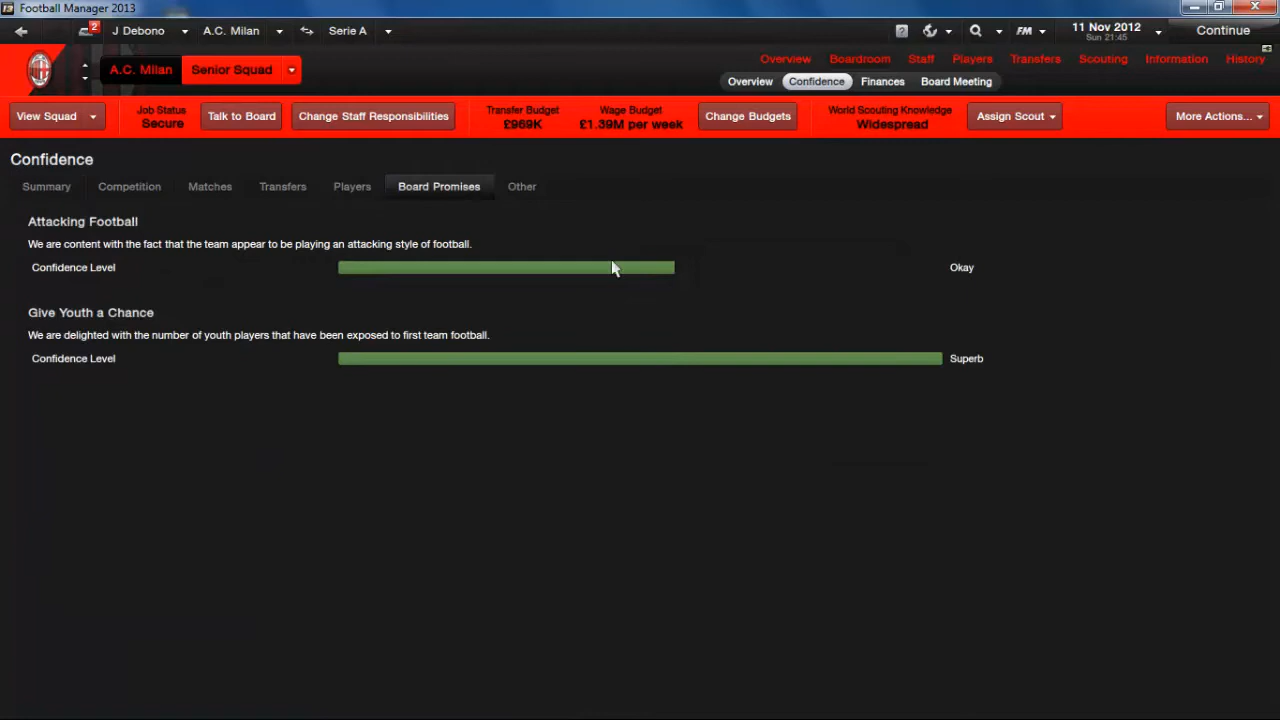 Football Manager 2013
2
J Debono
A.C. Milan
Serie A
?
FM
11 Nov 2012
Sun 21:45
Continue
A.C. Milan
Senior Squad
Overview Boardroom Staff Players Transfers Scouting Information History
Overview Confidence Finances Board Meeting
View Squad
Job Status
Secure
Talk to Board
Change Staff Responsibilities
Transfer Budget
£969K
Wage Budget
£1.39M per week
Change Budgets
World Scouting Knowledge
Widespread
Assign Scout
More Actions...
Confidence
Summary Competition Matches Transfers Players Board Promises Other
Attacking Football
We are content with the fact that the team appear to be playing an attacking style of football.
Confidence Level Okay
Give Youth a Chance
We are delighted with the number of youth players that have been exposed to first team football.
Confidence Level Superb